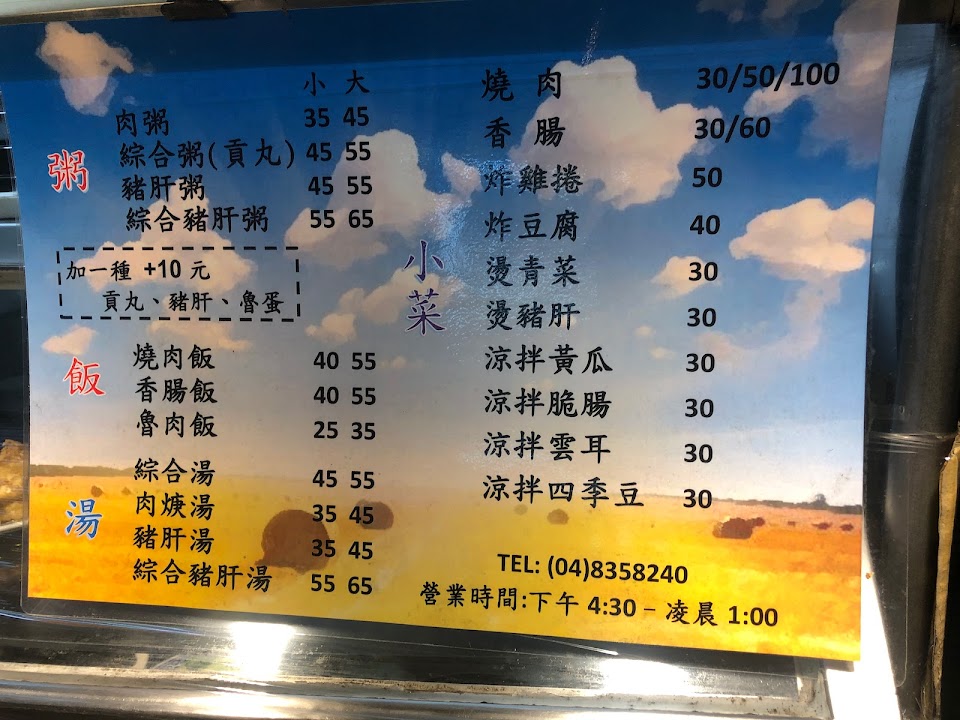 小 大
粥
肉粥 35 45
綜合粥(貢丸) 45 55
豬肝粥 45 55
綜合豬肝粥 55 65
加一種 +10 元
貢丸、豬肝、魯蛋
飯
燒肉飯 40 55
香腸飯 40 55
魯肉飯 25 35
湯
綜合湯 45 55
肉焿湯 35 45
豬肝湯 35 45
綜合豬肝湯 55 65
小菜
燒肉 30/50/100
香腸 30/60
炸雞捲 50
炸豆腐 40
燙青菜 30
燙豬肝 30
涼拌黃瓜 30
涼拌脆腸 30
涼拌雲耳 30
涼拌四季豆 30
TEL: (04)8358240
營業時間:下午 4:30 – 凌晨 1:00